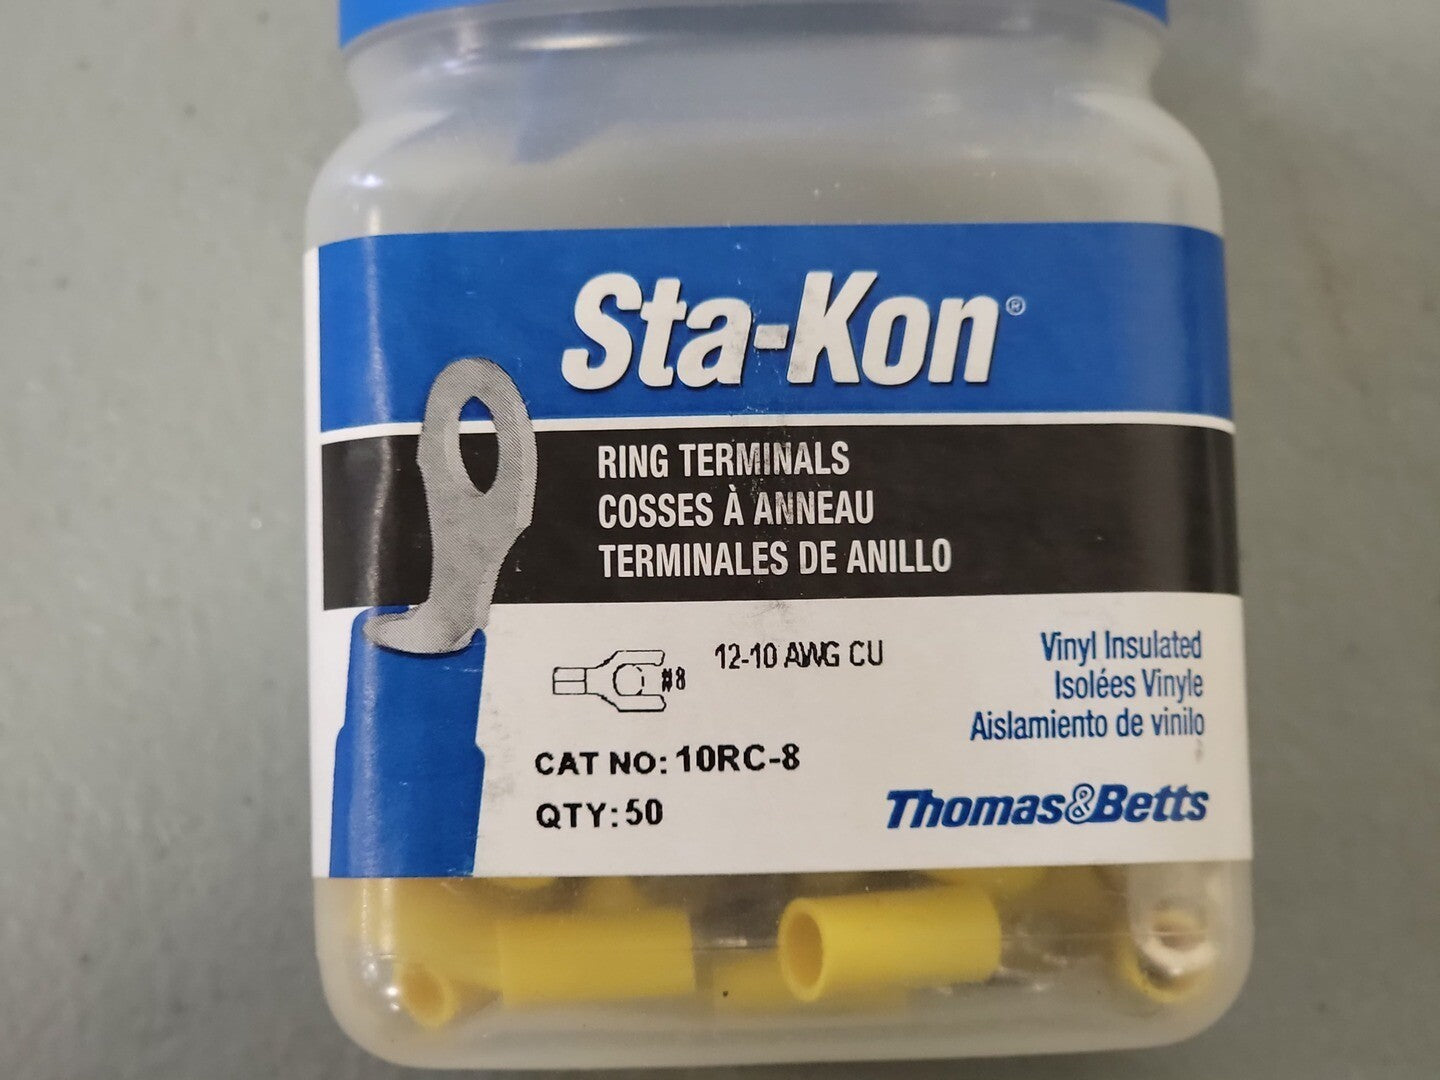 Sta-Kon®
RING TERMINALS
COSSES À ANNEAU
TERMINALES DE ANILLO
#8
12-10 AWG CU
Vinyl Insulated
Isolées Vinyle
Aislamiento de vinilo
CAT NO: 10RC-8
QTY: 50
Thomas&Betts